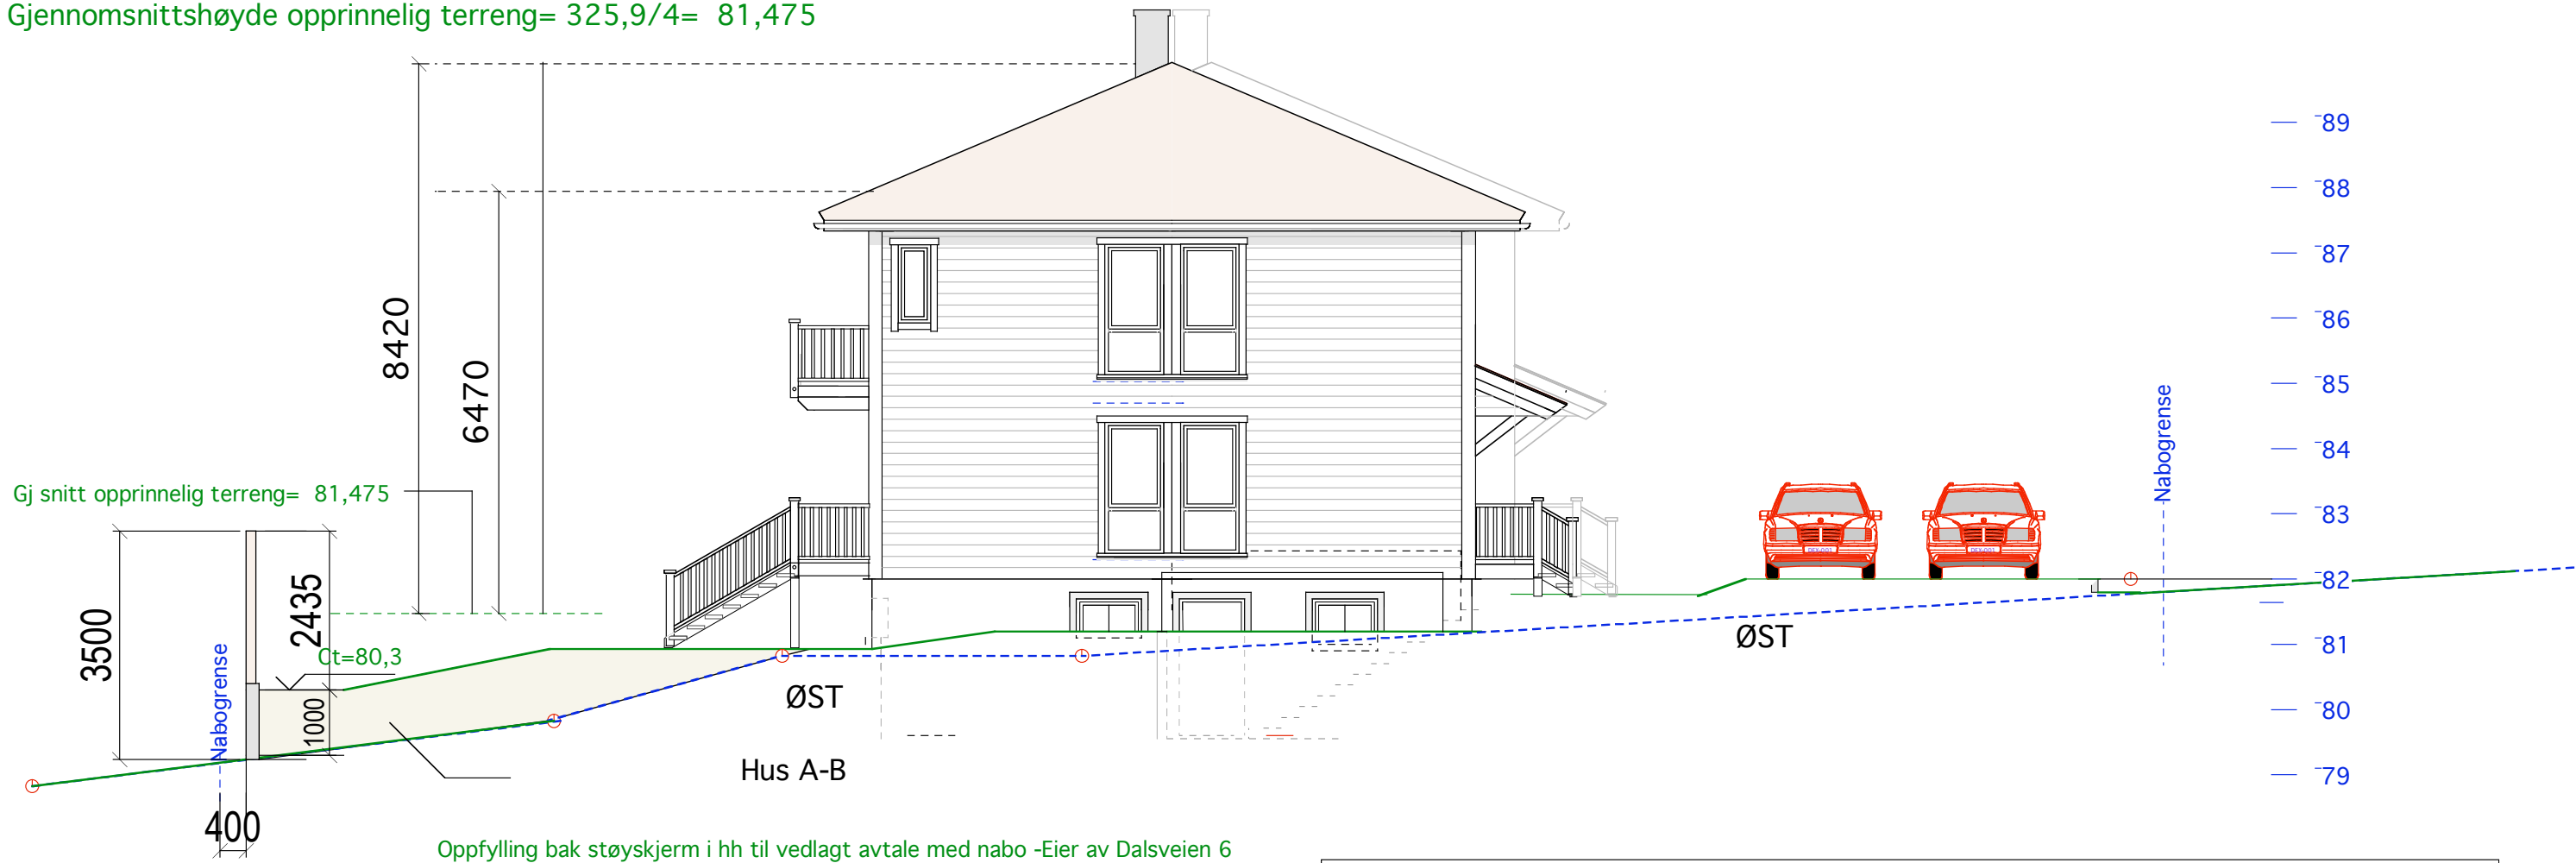 Gjennomsnittshøyde opprinnelig terreng= 325,9/4= 81,475
89
88
87
8420
86
6470
85
Nabogrense
84
Gj snitt opprinnelig terreng= 81,475
83
3500
2435
82
Ct=80,3
Nabogrense
ØST
81
ØST
1000
80
Hus A-B
79
400
Oppfylling bak støyskjerm i hh til vedlagt avtale med nabo -Eier av Dalsveien 6